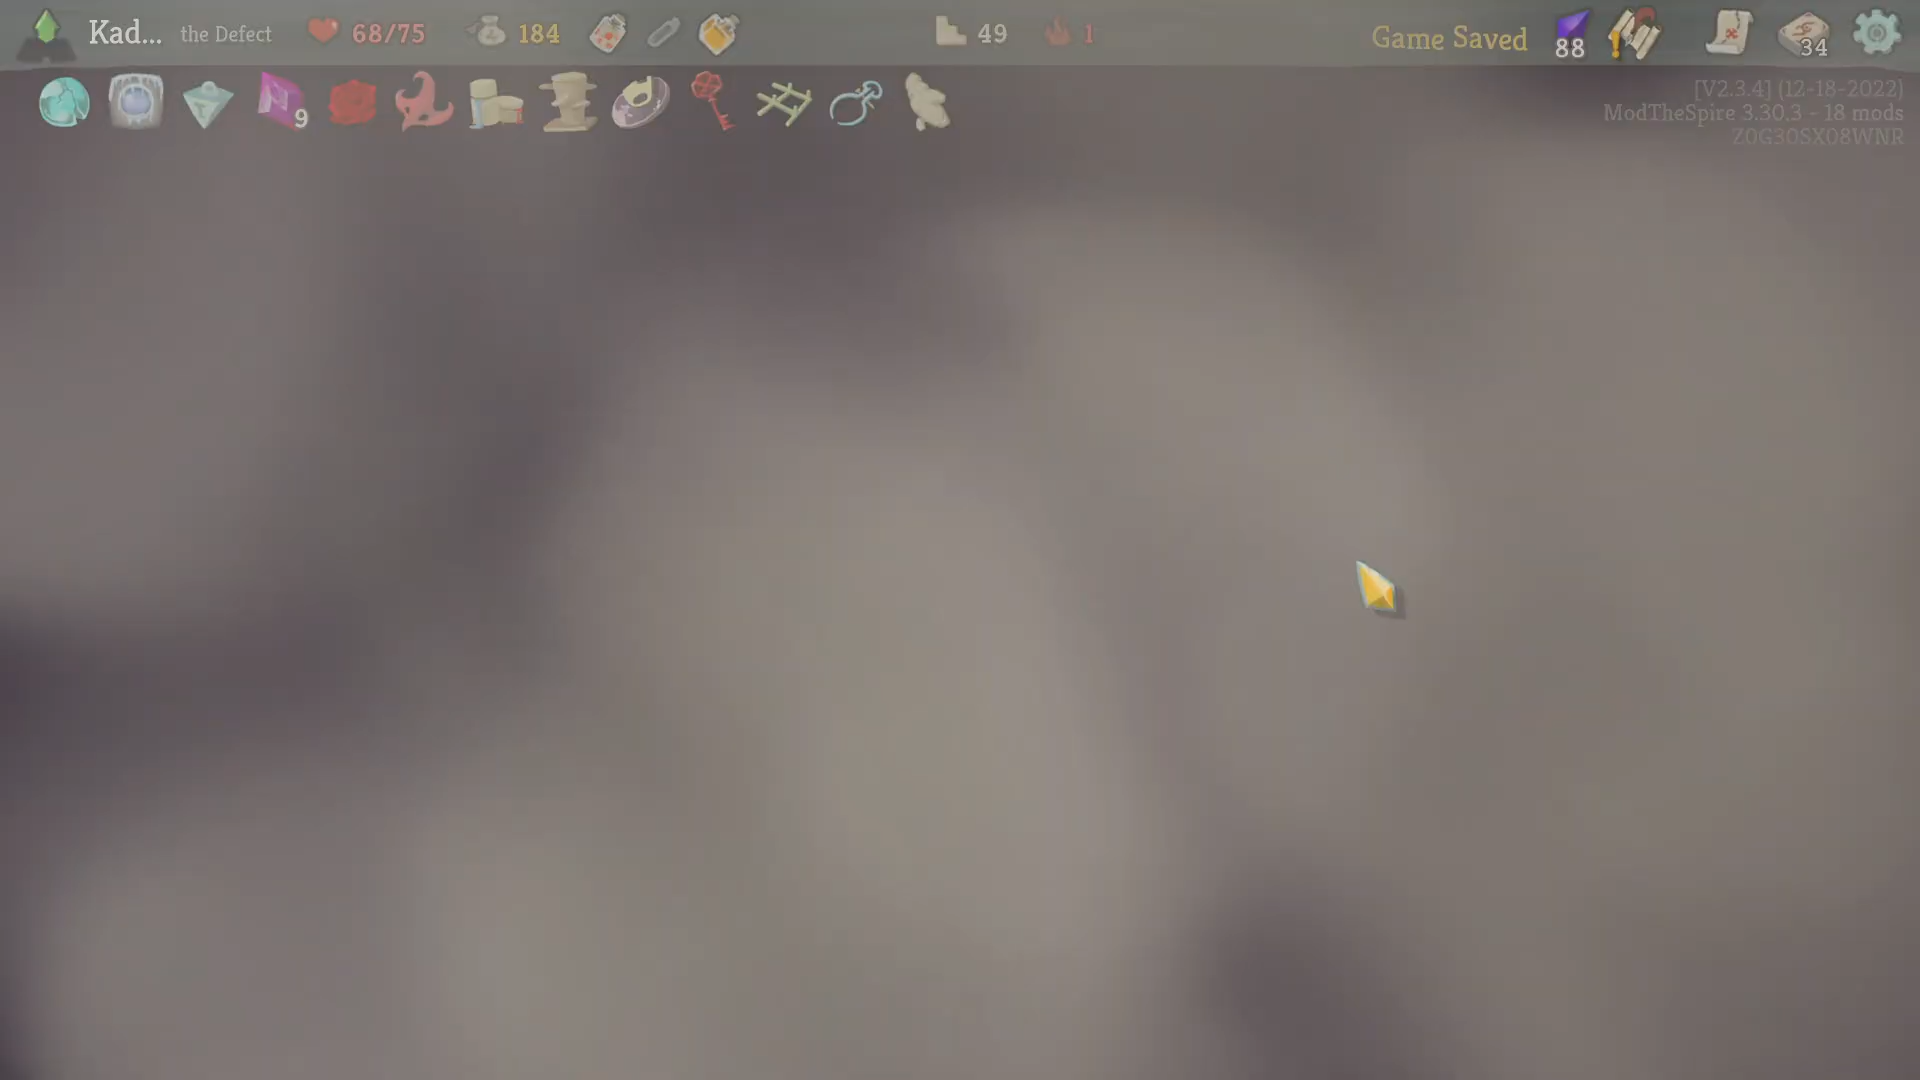 Kad... the Defect 68/75 184 49 1 Game Saved 88 34
9
[V2.3.4] (12-18-2022)
ModTheSpire 3.30.3 - 18 mods
Z0G30SX08WNR